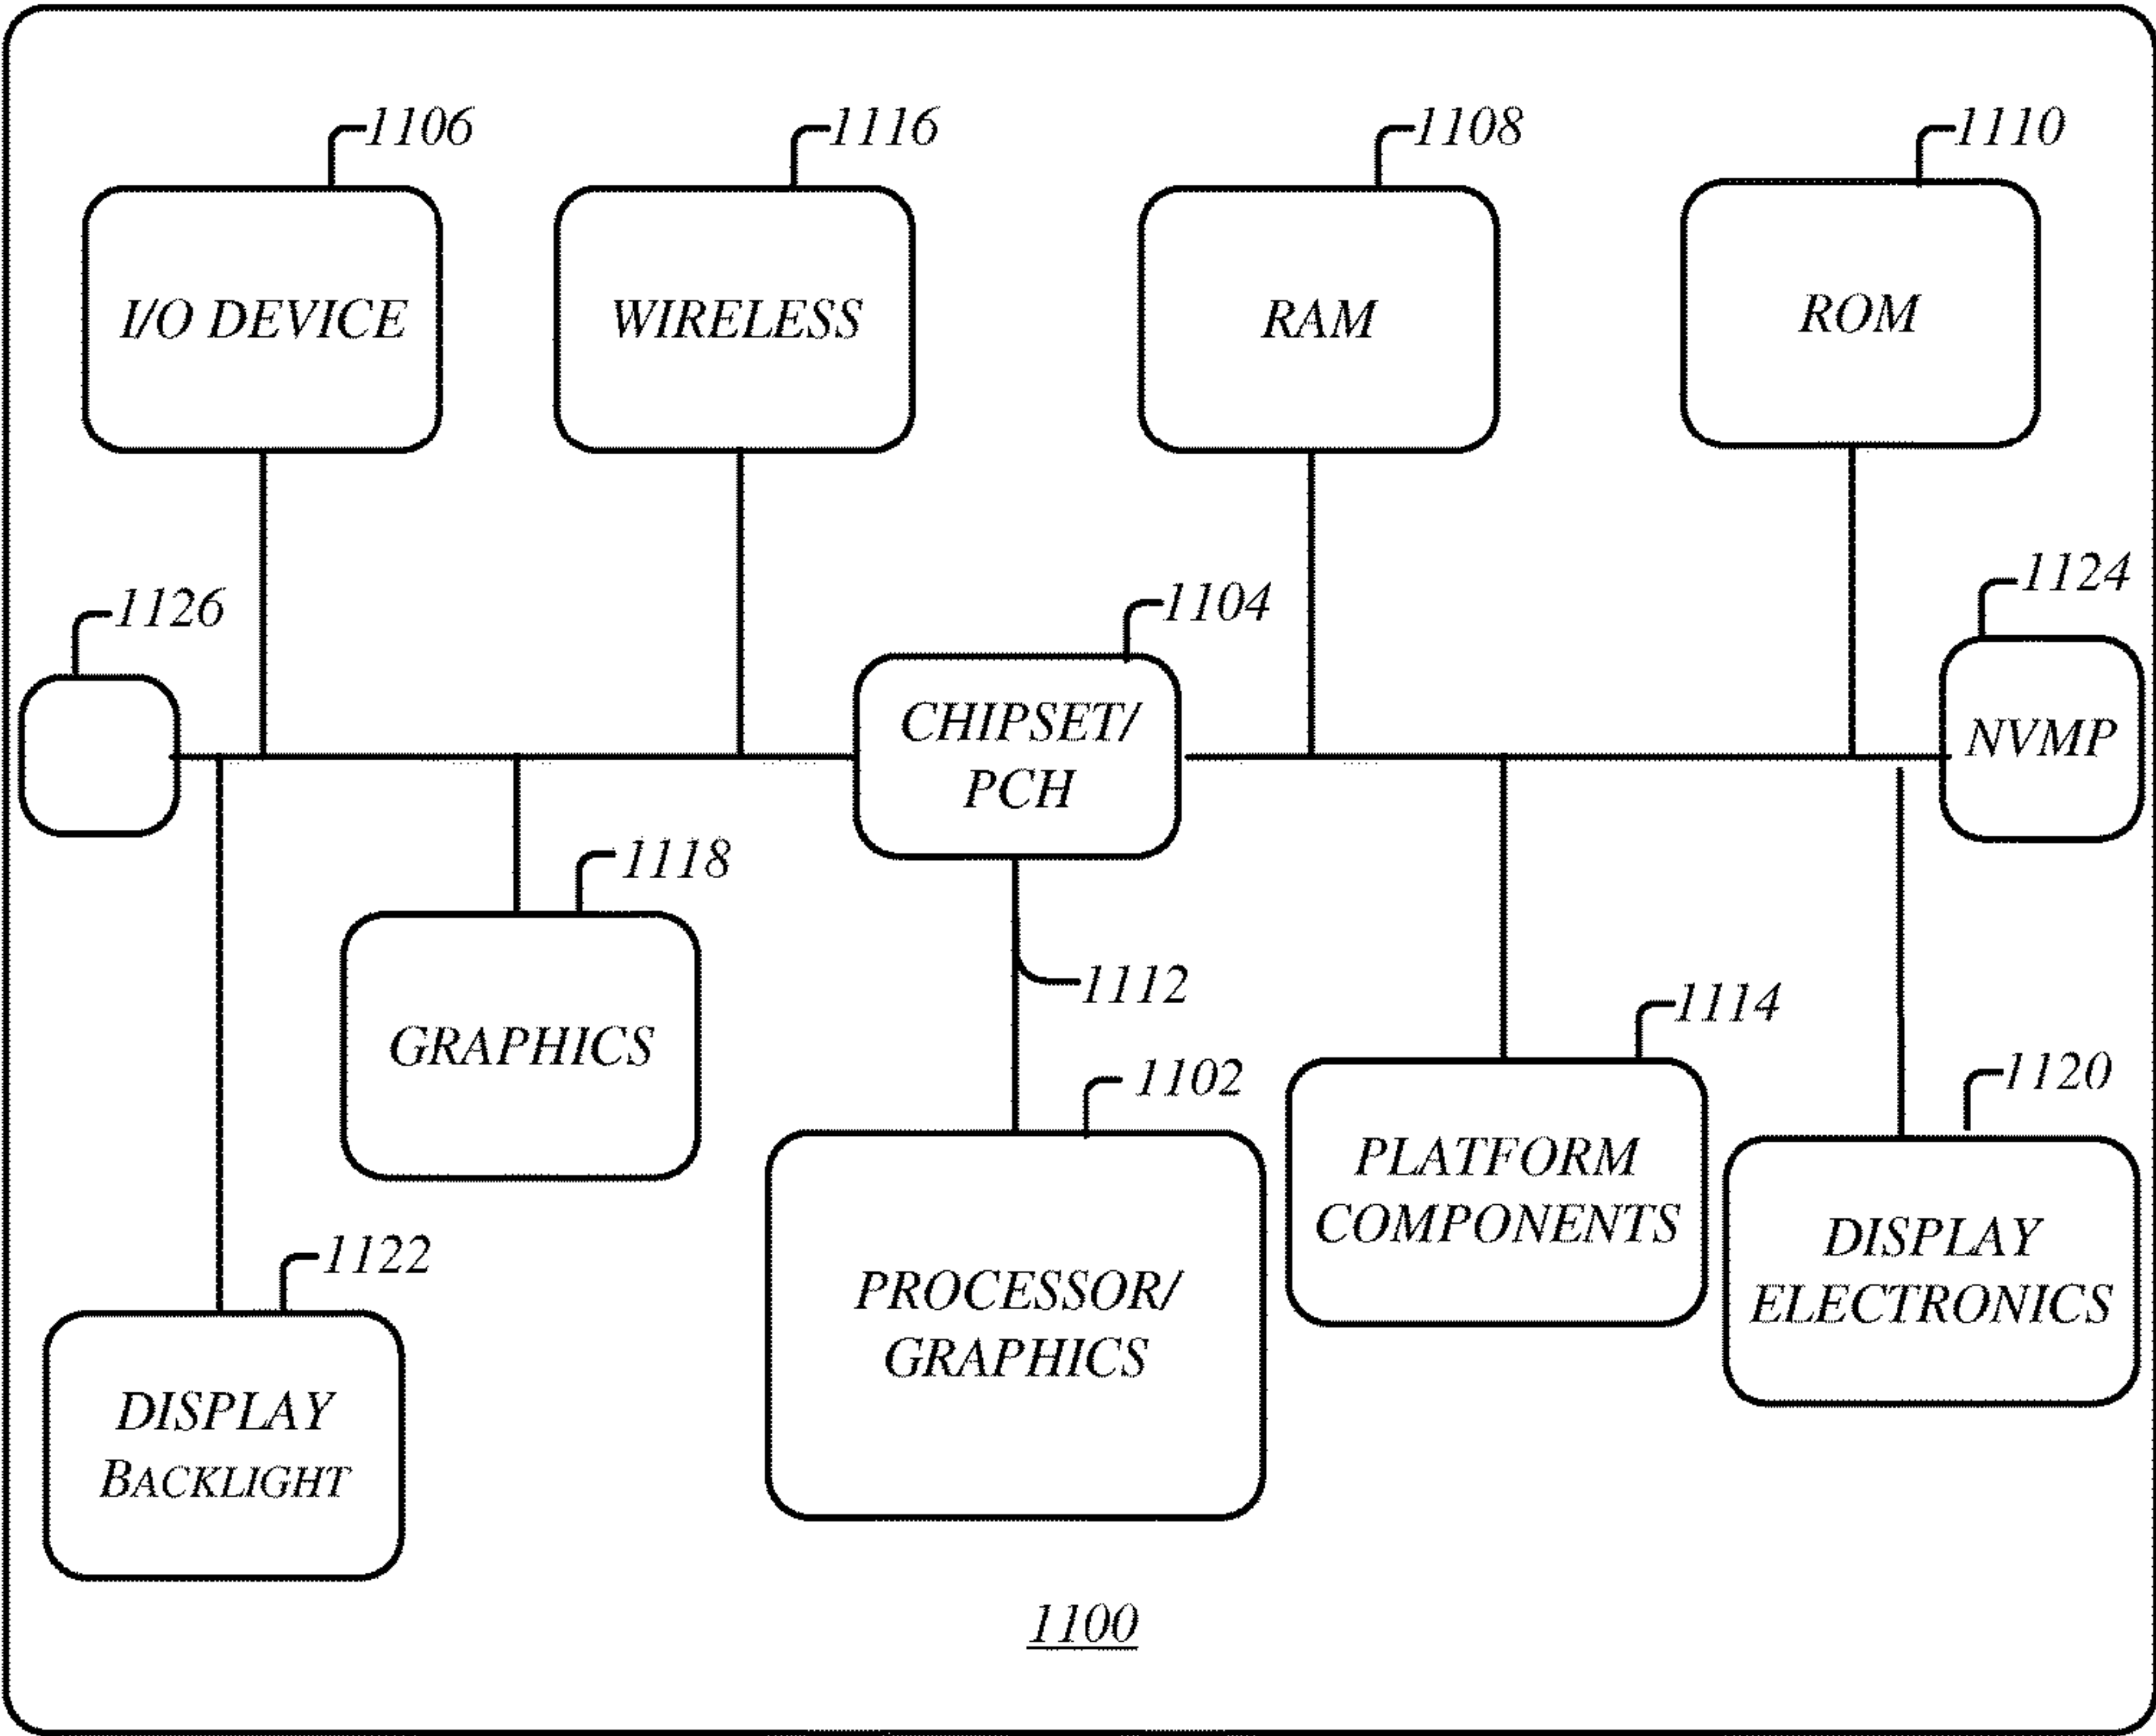 1106
1116
1108
1110
I/O DEVICE
WIRELESS
RAM
ROM
1126
1104
1124
CHIPSET/
PCH
NVMP
1118
GRAPHICS
1112
1114
1102
1120
PLATFORM
COMPONENTS
DISPLAY
ELECTRONICS
1122
PROCESSOR/
GRAPHICS
DISPLAY
BACKLIGHT
1100